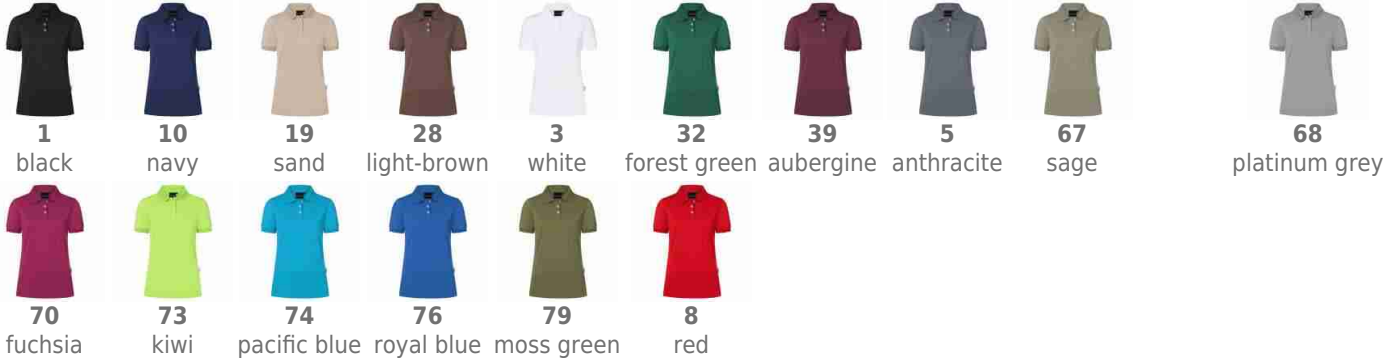 1 10 19 28 3 32 39 5 67 68
black navy sand light-brown white forest green aubergine anthracite sage platinum grey
70 73 74 76 79 8
fuchsia kiwi pacific blue royal blue moss green red